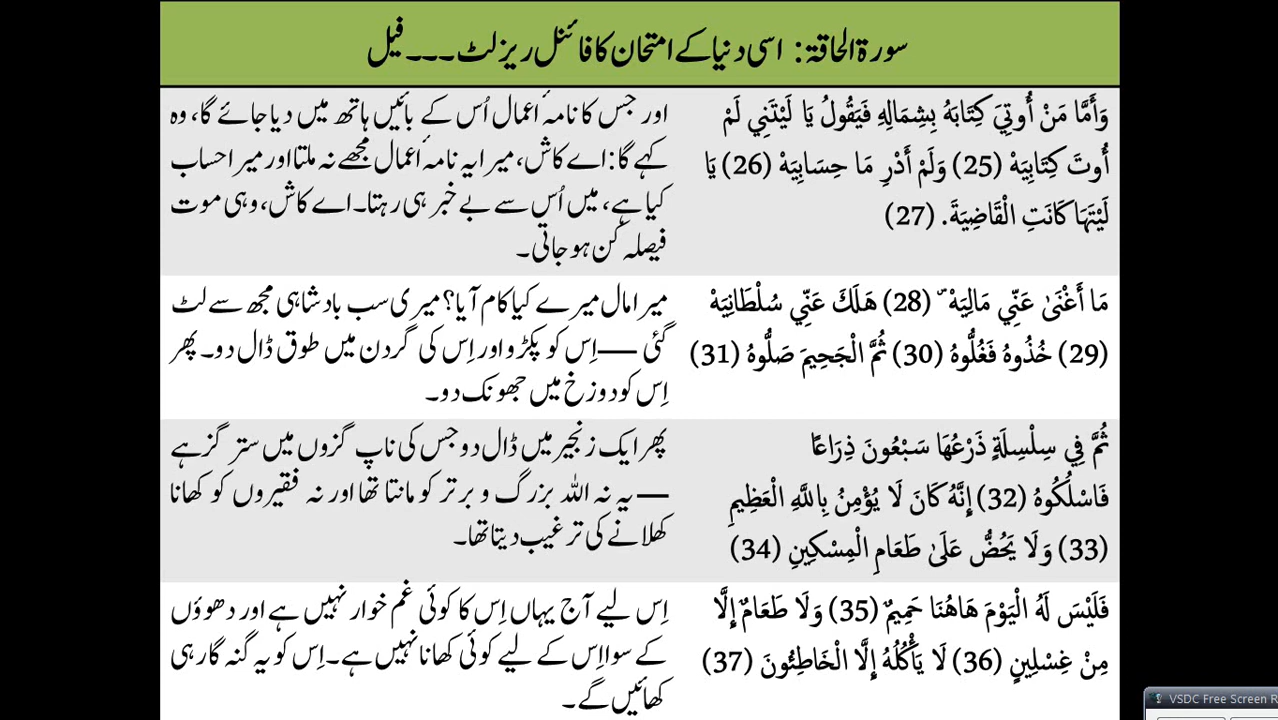 سورۃ الحاقۃ: اسی دنیا کے امتحان کا فائنل ریزلٹ۔۔۔فیل
وَأَمَّا مَنْ أُوتِيَ كِتَابَهُ بِشِمَالِهِ فَيَقُولُ يَا لَيْتَنِي لَمْ
أُوتَ كِتَابِيَهْ (25) وَلَمْ أَدْرِ مَا حِسَابِيَهْ (26) يَا
لَيْتَهَا كَانَتِ الْقَاضِيَةَ. (27)
اور جس کا نامۂ اعمال اُس کے بائیں ہاتھ میں دیا جائے گا، وہ
کہے گا: اے کاش، میرا یہ نامۂ اعمال مجھے نہ ملتا اور میرا حساب
کیا ہے، میں اُس سے بے خبر ہی رہتا۔ اے کاش، وہی موت
فیصلہ کن ہو جاتی۔
مَا أَغْنَىٰ عَنِّي مَالِيَهْ ۜ (28) هَلَكَ عَنِّي سُلْطَانِيَهْ
(29) خُذُوهُ فَغُلُّوهُ (30) ثُمَّ الْجَحِيمَ صَلُّوهُ (31)
میرا مال میرے کیا کام آیا؟ میری سب بادشاہی مجھ سے لٹ
گئی — اِس کو پکڑو اور اِس کی گردن میں طوق ڈال دو۔ پھر
اِس کو دوزخ میں جھونک دو۔
ثُمَّ فِي سِلْسِلَةٍ ذَرْعُهَا سَبْعُونَ ذِرَاعًا
فَاسْلُكُوهُ (32) إِنَّهُ كَانَ لَا يُؤْمِنُ بِاللَّهِ الْعَظِيمِ
(33) وَلَا يَحُضُّ عَلَىٰ طَعَامِ الْمِسْكِينِ (34)
پھر ایک زنجیر میں ڈال دو جس کی ناپ گزوں میں ستر گز ہے
— یہ نہ اللہ بزرگ و برتر کو مانتا تھا اور نہ فقیروں کو کھانا
کھلانے کی ترغیب دیتا تھا۔
فَلَيْسَ لَهُ الْيَوْمَ هَاهُنَا حَمِيمٌ (35) وَلَا طَعَامٌ إِلَّا
مِنْ غِسْلِينٍ (36) لَا يَأْكُلُهُ إِلَّا الْخَاطِئُونَ (37)
اِس لیے آج یہاں اِس کا کوئی غم خوار نہیں ہے اور دھوؤں
کے سوا اِس کے لیے کوئی کھانا نہیں ہے۔ اِس کو یہ گنہ گار ہی
کھائیں گے۔
VSDC Free Screen R